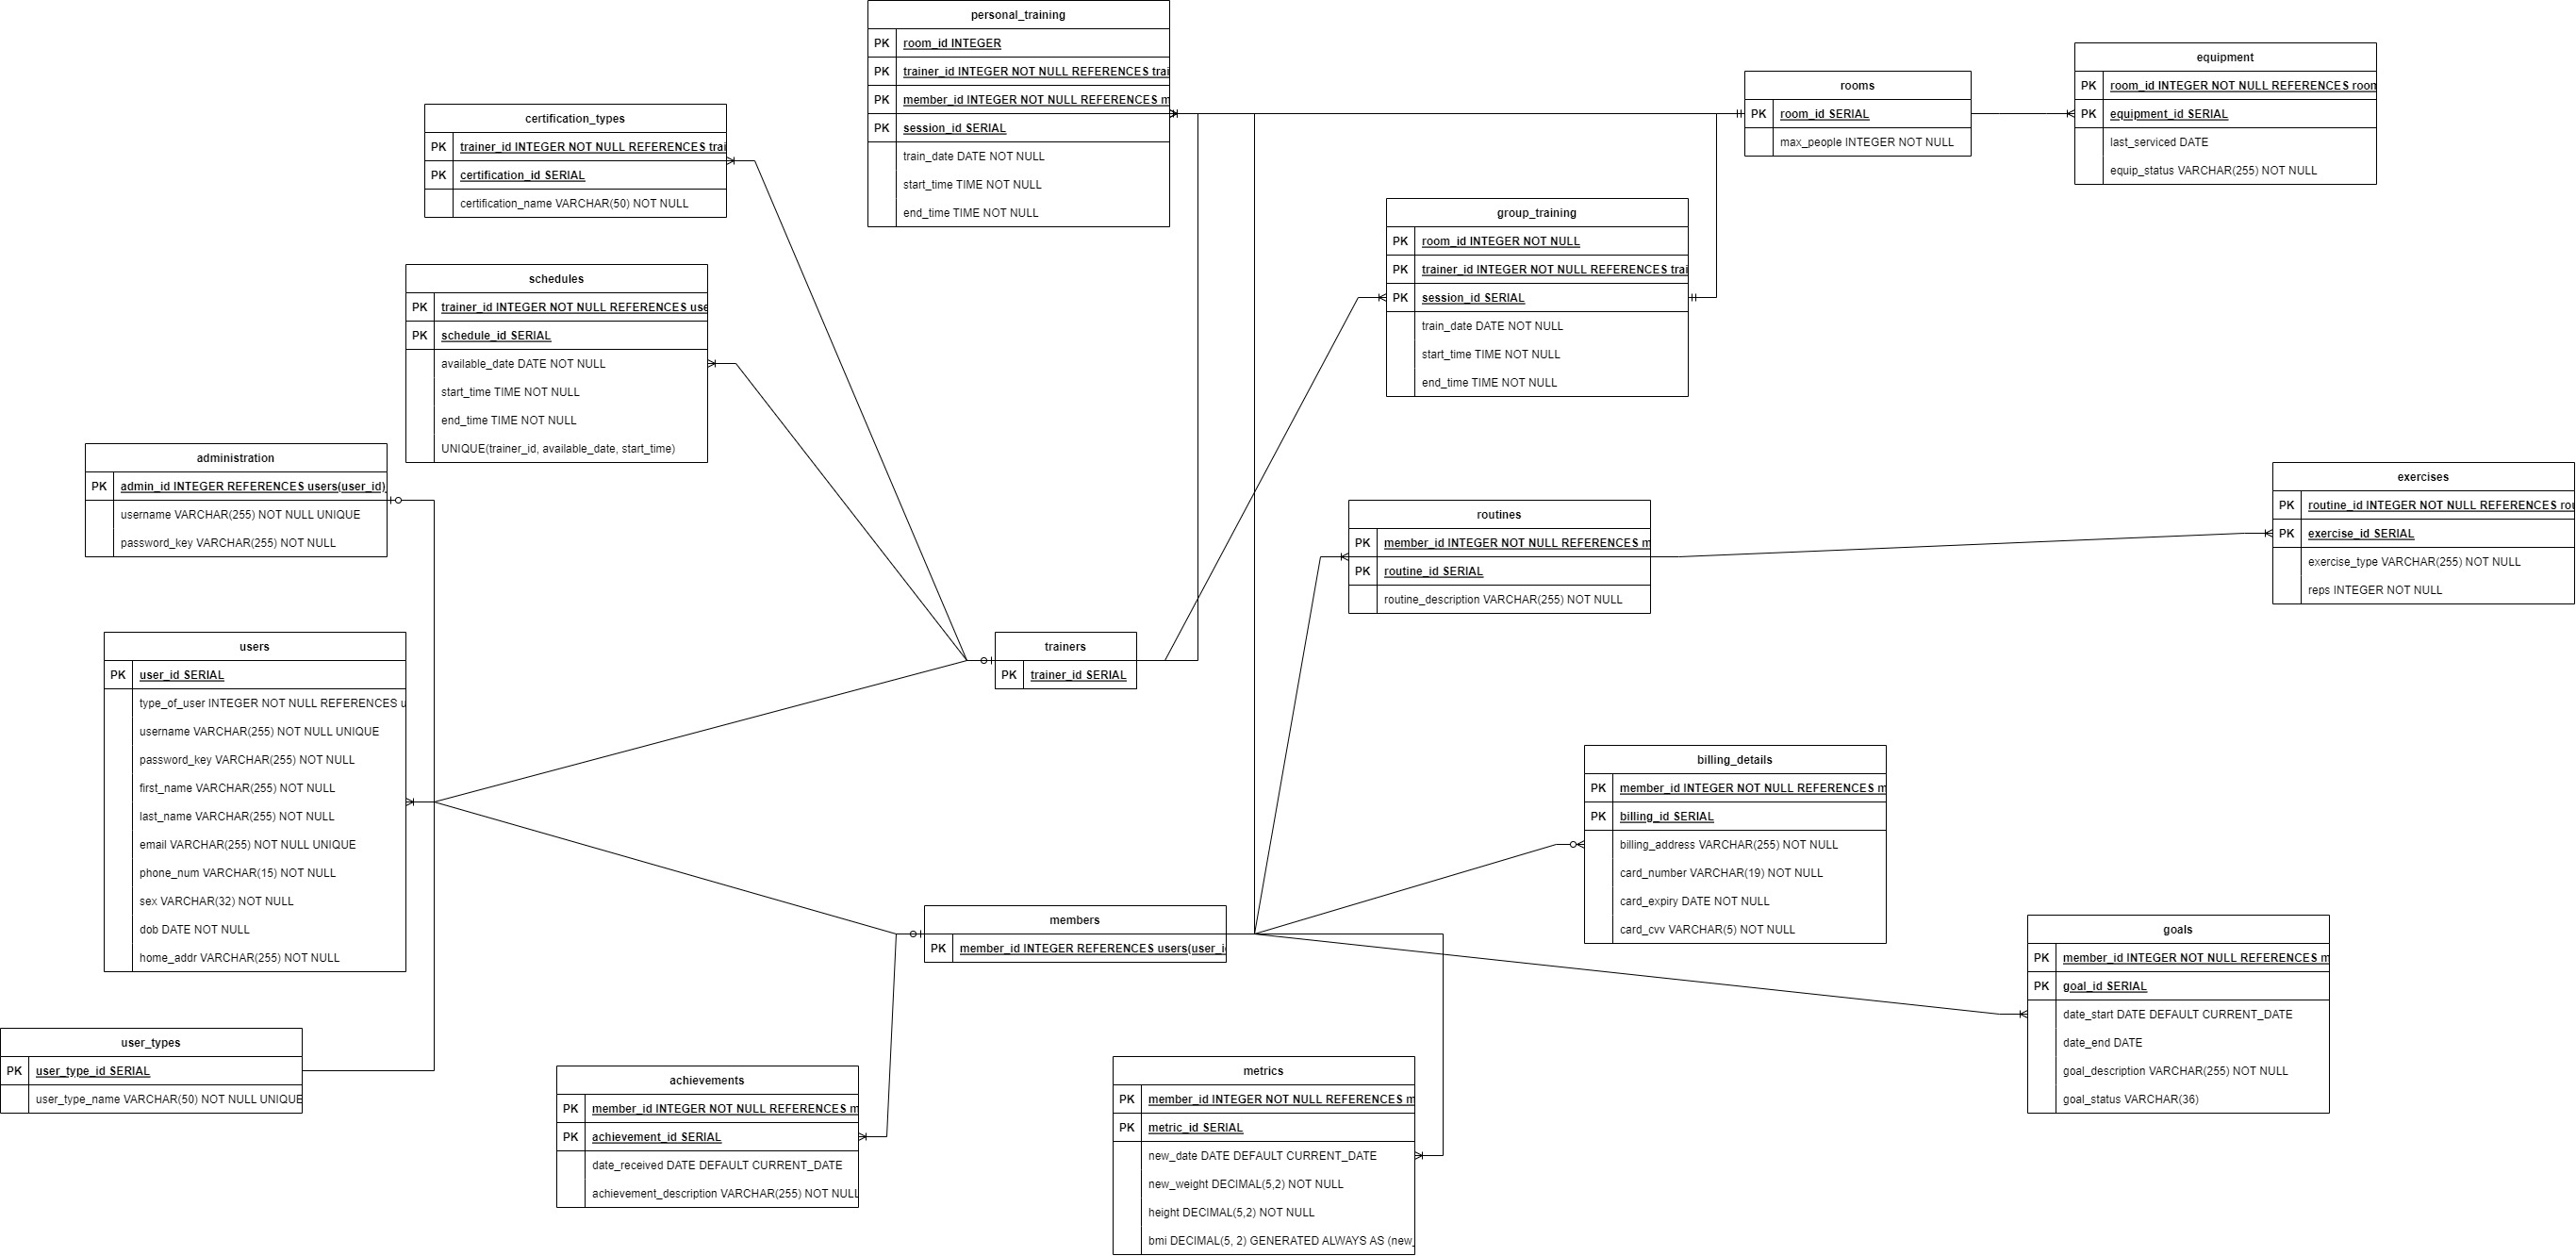 personal_training
PK room_id INTEGER
PK trainer_id INTEGER NOT NULL REFERENCES trai
PK member_id INTEGER NOT NULL REFERENCES m
PK session_id SERIAL
train_date DATE NOT NULL
start_time TIME NOT NULL
end_time TIME NOT NULL
rooms
PK room_id SERIAL
max_people INTEGER NOT NULL
equipment
PK room_id INTEGER NOT NULL REFERENCES room
PK equipment_id SERIAL
last_serviced DATE
equip_status VARCHAR(255) NOT NULL
certification_types
PK trainer_id INTEGER NOT NULL REFERENCES trai
PK certification_id SERIAL
certification_name VARCHAR(50) NOT NULL
group_training
PK room_id INTEGER NOT NULL
PK trainer_id INTEGER NOT NULL REFERENCES trai
PK session_id SERIAL
train_date DATE NOT NULL
start_time TIME NOT NULL
end_time TIME NOT NULL
schedules
PK trainer_id INTEGER NOT NULL REFERENCES use
PK schedule_id SERIAL
available_date DATE NOT NULL
start_time TIME NOT NULL
end_time TIME NOT NULL
UNIQUE(trainer_id, available_date, start_time)
administration
PK admin_id INTEGER REFERENCES users(user_id)
username VARCHAR(255) NOT NULL UNIQUE
password_key VARCHAR(255) NOT NULL
routines
PK member_id INTEGER NOT NULL REFERENCES m
PK routine_id SERIAL
routine_description VARCHAR(255) NOT NULL
exercises
PK routine_id INTEGER NOT NULL REFERENCES rou
PK exercise_id SERIAL
exercise_type VARCHAR(255) NOT NULL
reps INTEGER NOT NULL
users
PK user_id SERIAL
type_of_user INTEGER NOT NULL REFERENCES u
username VARCHAR(255) NOT NULL UNIQUE
password_key VARCHAR(255) NOT NULL
first_name VARCHAR(255) NOT NULL
last_name VARCHAR(255) NOT NULL
email VARCHAR(255) NOT NULL UNIQUE
phone_num VARCHAR(15) NOT NULL
sex VARCHAR(32) NOT NULL
dob DATE NOT NULL
home_addr VARCHAR(255) NOT NULL
trainers
PK trainer_id SERIAL
billing_details
PK member_id INTEGER NOT NULL REFERENCES m
PK billing_id SERIAL
billing_address VARCHAR(255) NOT NULL
card_number VARCHAR(19) NOT NULL
card_expiry DATE NOT NULL
card_cvv VARCHAR(5) NOT NULL
members
PK member_id INTEGER REFERENCES users(user_i
goals
PK member_id INTEGER NOT NULL REFERENCES m
PK goal_id SERIAL
date_start DATE DEFAULT CURRENT_DATE
date_end DATE
goal_description VARCHAR(255) NOT NULL
goal_status VARCHAR(36)
user_types
PK user_type_id SERIAL
user_type_name VARCHAR(50) NOT NULL UNIQUE
achievements
PK member_id INTEGER NOT NULL REFERENCES m
PK achievement_id SERIAL
date_received DATE DEFAULT CURRENT_DATE
achievement_description VARCHAR(255) NOT NULL
metrics
PK member_id INTEGER NOT NULL REFERENCES m
PK metric_id SERIAL
new_date DATE DEFAULT CURRENT_DATE
new_weight DECIMAL(5,2) NOT NULL
height DECIMAL(5,2) NOT NULL
bmi DECIMAL(5, 2) GENERATED ALWAYS AS (new_